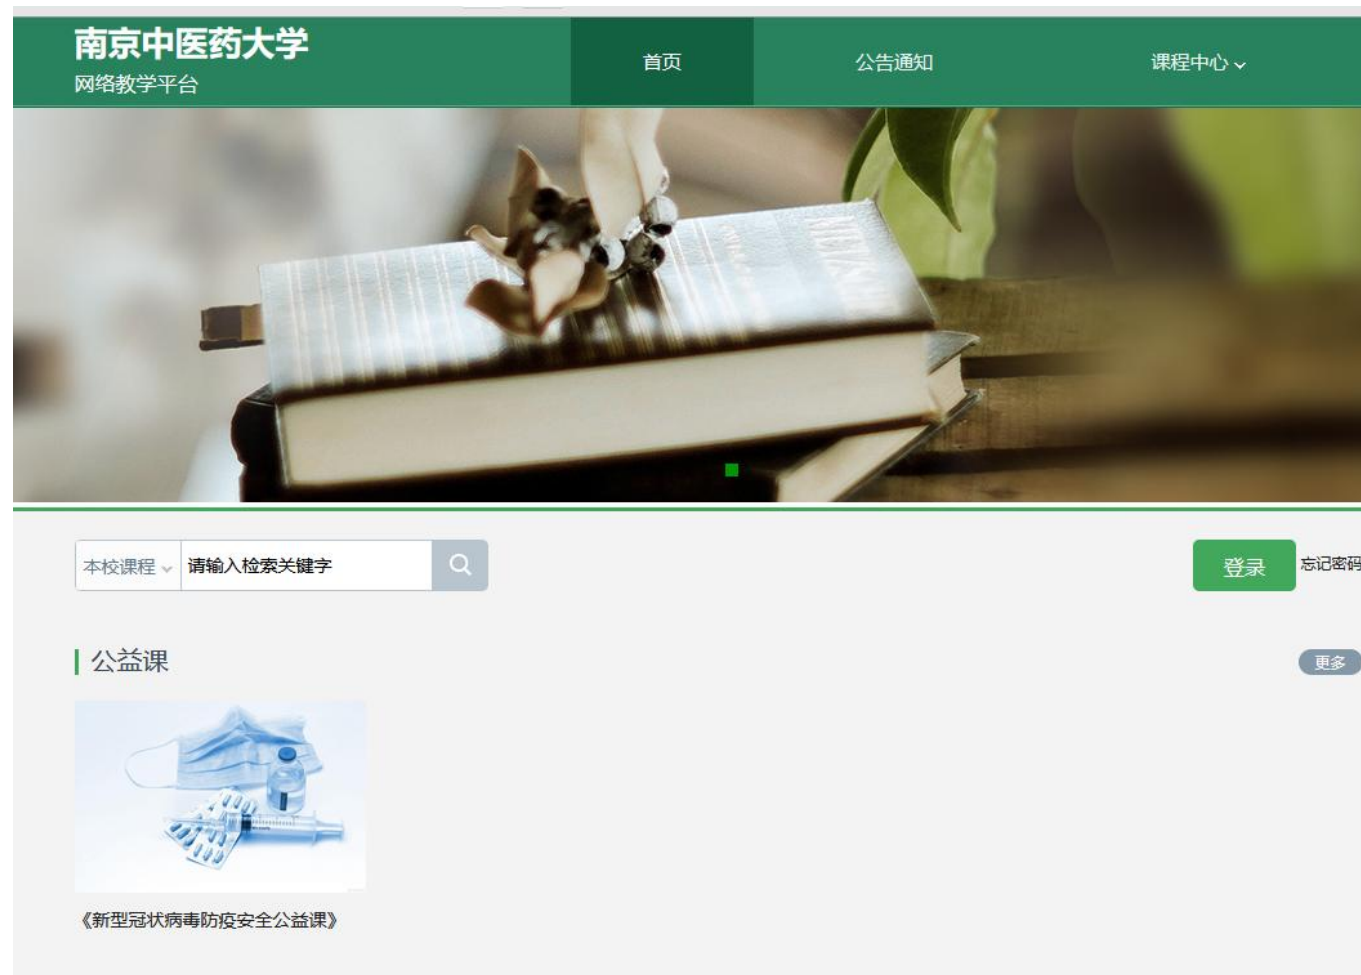 南京中医药大学
网络教学平台
首页
公告通知
课程中心
本校课程
请输入检索关键字
登录
忘记密码
公益课
更多
《新型冠状病毒防疫安全公益课》